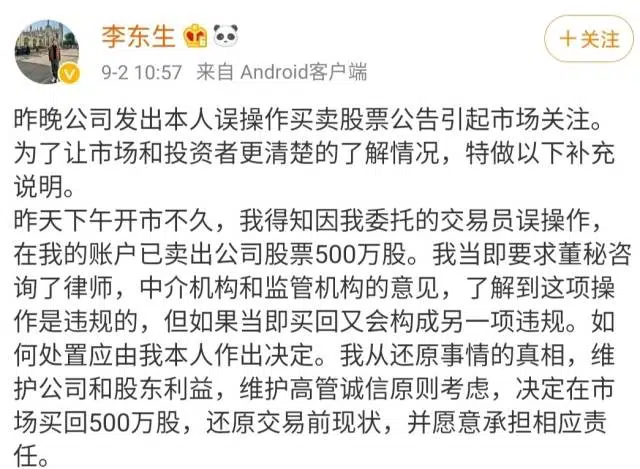 李东生
+关注
9-2 10:57 来自 Android客户端
昨晚公司发出本人误操作买卖股票公告引起市场关注。
为了让市场和投资者更清楚的了解情况，特做以下补充
说明。
昨天下午开市不久，我得知因我委托的交易员误操作，
在我的账户已卖出公司股票500万股。我当即要求董秘咨
询了律师，中介机构和监管机构的意见，了解到这项操
作是违规的，但如果当即买回又会构成另一项违规。如
何处置应由我本人作出决定。我从还原事情的真相，维
护公司和股东利益，维护高管诚信原则考虑，决定在市
场买回500万股，还原交易前现状，并愿意承担相应责
任。